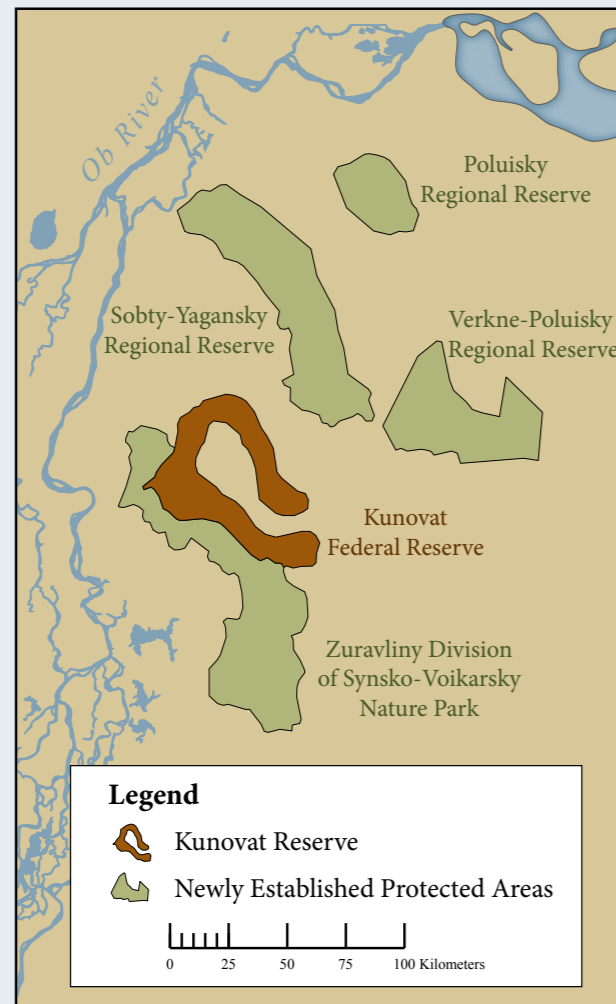 Ob River
Poluisky
Regional Reserve
Sobty-Yagansky
Regional Reserve
Verkne-Poluisky
Regional Reserve
Kunovat
Federal Reserve
Zuravliny Division
of Synsko-Voikarsky
Nature Park
Legend
Kunovat Reserve
Newly Established Protected Areas
0 25 50 75 100 Kilometers